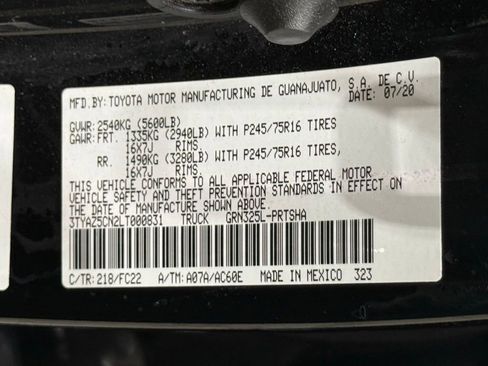 MFD.BY:TOYOTA MOTOR MANUFACTURING DE GUANAJUATO, S.A. DE C.V.
DATE: 07/20
GVWR:2540KG (5600LB)
GAWR:FRT. 1335KG (2940LB) WITH P245/75R16 TIRES
16X7J RIMS.
RR. 1490KG (3280LB) WITH P245/75R16 TIRES,
16X7J RIMS.
THIS VEHICLE CONFORMS TO ALL APPLICABLE FEDERAL MOTOR
VEHICLE SAFETY AND THEFT PREVENTION STANDARDS IN EFFECT ON
THE DATE OF MANUFACTURE SHOWN ABOVE.
3TYAZ5CN2LT000831 TRUCK GRN325L-PRTSHA
C/TR:218/FC22 A/TM:A07A/AC60E MADE IN MEXICO 323